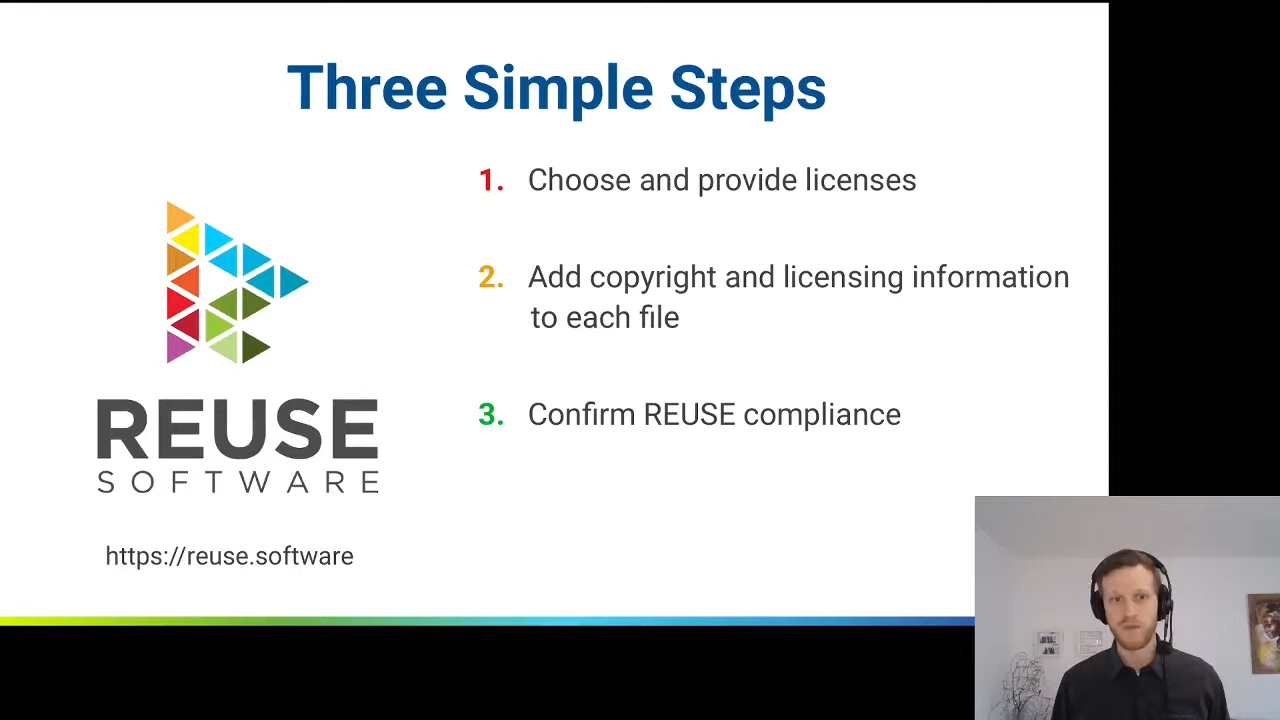 Three Simple Steps
1. Choose and provide licenses
2. Add copyright and licensing information
to each file
3. Confirm REUSE compliance
REUSE
SOFTWARE
https://reuse.software